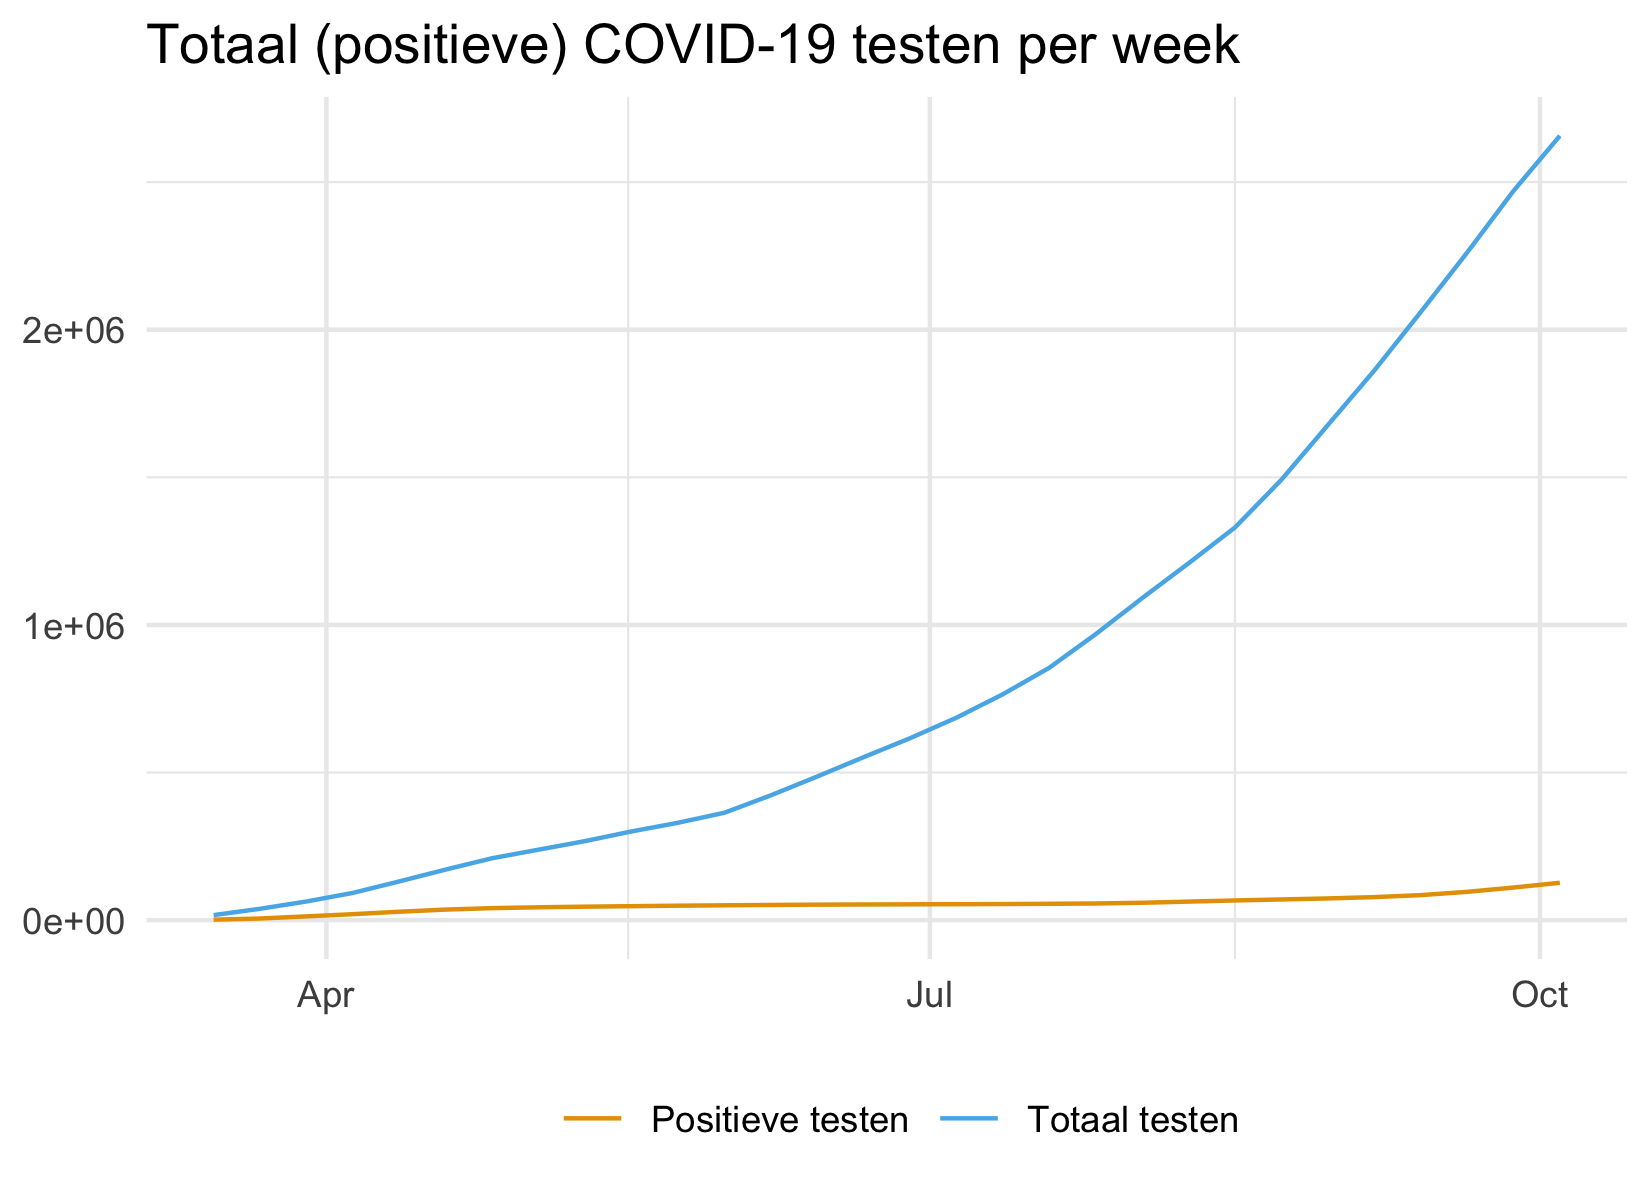 Totaal (positieve) COVID-19 testen per week
2e+06
1e+06
0e+00
Apr Jul Oct
Positieve testen Totaal testen